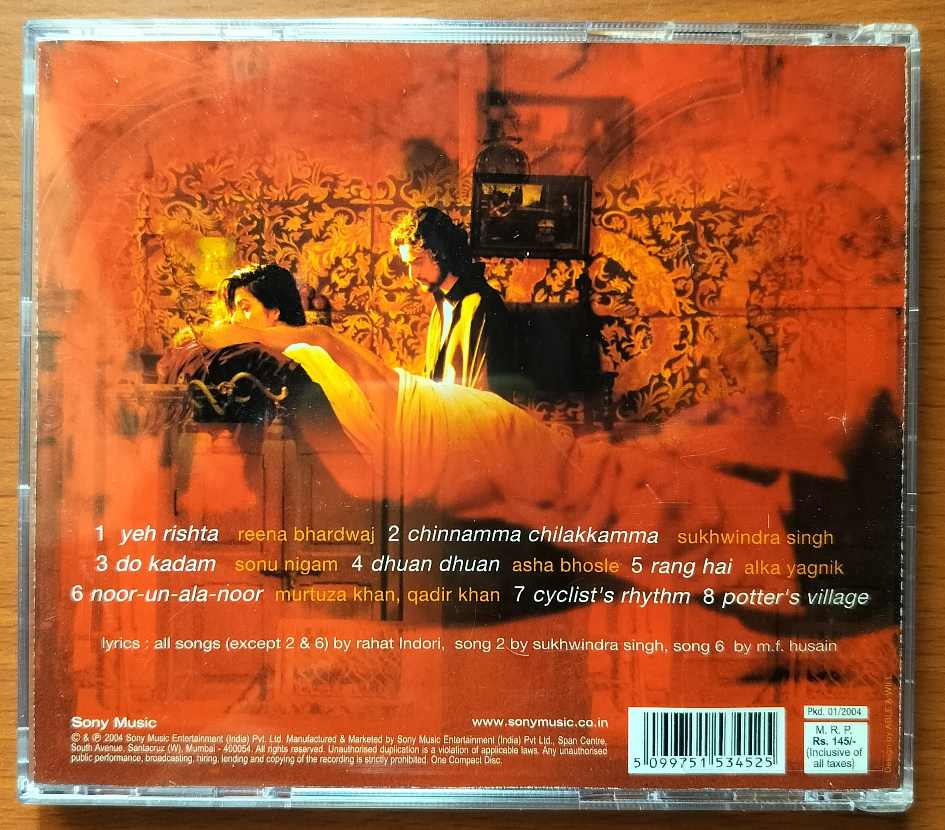 1 yeh rishta reena bhardwaj 2 chinnamma chilakkamma sukhwindra singh
3 do kadam sonu nigam 4 dhuan dhuan asha bhosle 5 rang hai alka yagnik
6 noor-un-ala-noor murtuza khan, qadir khan 7 cyclist's rhythm 8 potter's village
lyrics : all songs (except 2 & 6) by rahat Indori, song 2 by sukhwindra singh, song 6 by m.f. husain
Sony Music
www.sonymusic.co.in
© & ℗ 2004 Sony Music Entertainment (India) Pvt. Ltd. Manufactured & Marketed by Sony Music Entertainment (India) Pvt Ltd., Span Centre,
South Avenue, Santacruz (W), Mumbai - 400054. All rights reserved. Unauthorised duplication is a violation of applicable laws. Any unauthorised
public performance, broadcasting, hiring, lending and copying of the recording is strictly prohibited. One Compact Disc.
5 099751 534525
Pkd. 01/2004
M. R. P.
Rs. 145/-
(Inclusive of
all taxes)
Design by ABLE & WILL